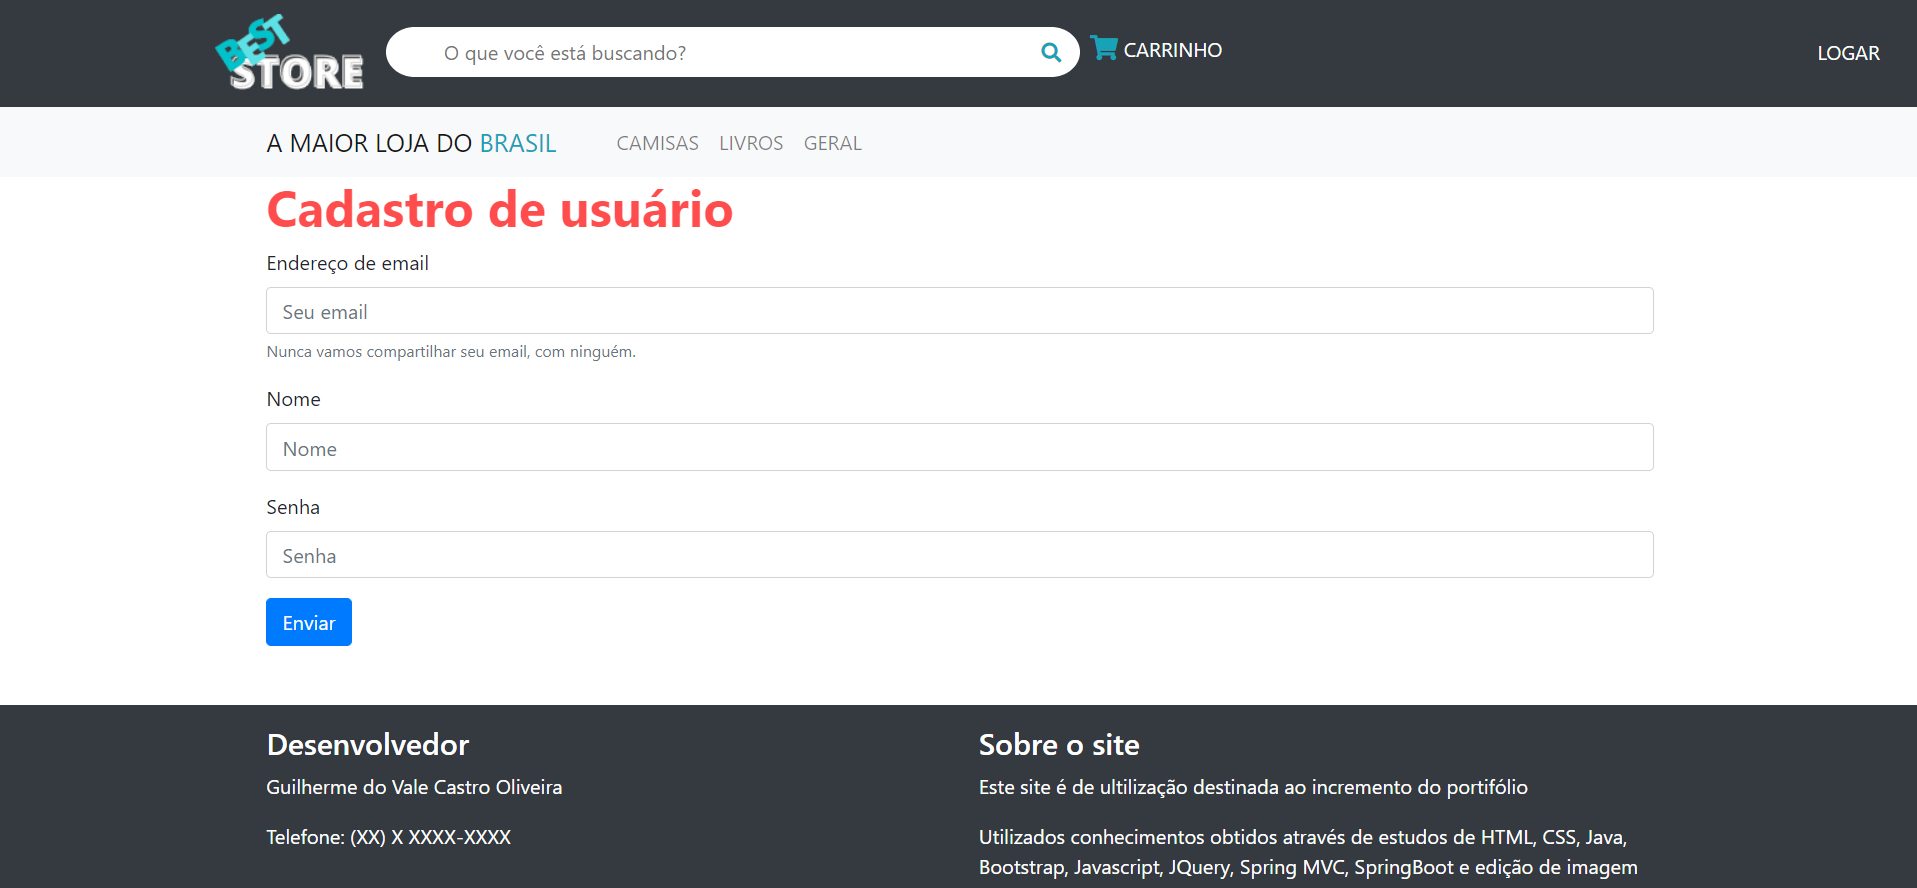 BEST
STORE
O que você está buscando?
CARRINHO
LOGAR
A MAIOR LOJA DO BRASIL
CAMISAS LIVROS GERAL
Cadastro de usuário
Endereço de email
Seu email
Nunca vamos compartilhar seu email, com ninguém.
Nome
Nome
Senha
Senha
Enviar
Desenvolvedor
Guilherme do Vale Castro Oliveira
Telefone: (XX) X XXXX-XXXX
Sobre o site
Este site é de ultilização destinada ao incremento do portifólio
Utilizados conhecimentos obtidos através de estudos de HTML, CSS, Java,
Bootstrap, Javascript, JQuery, Spring MVC, SpringBoot e edição de imagem